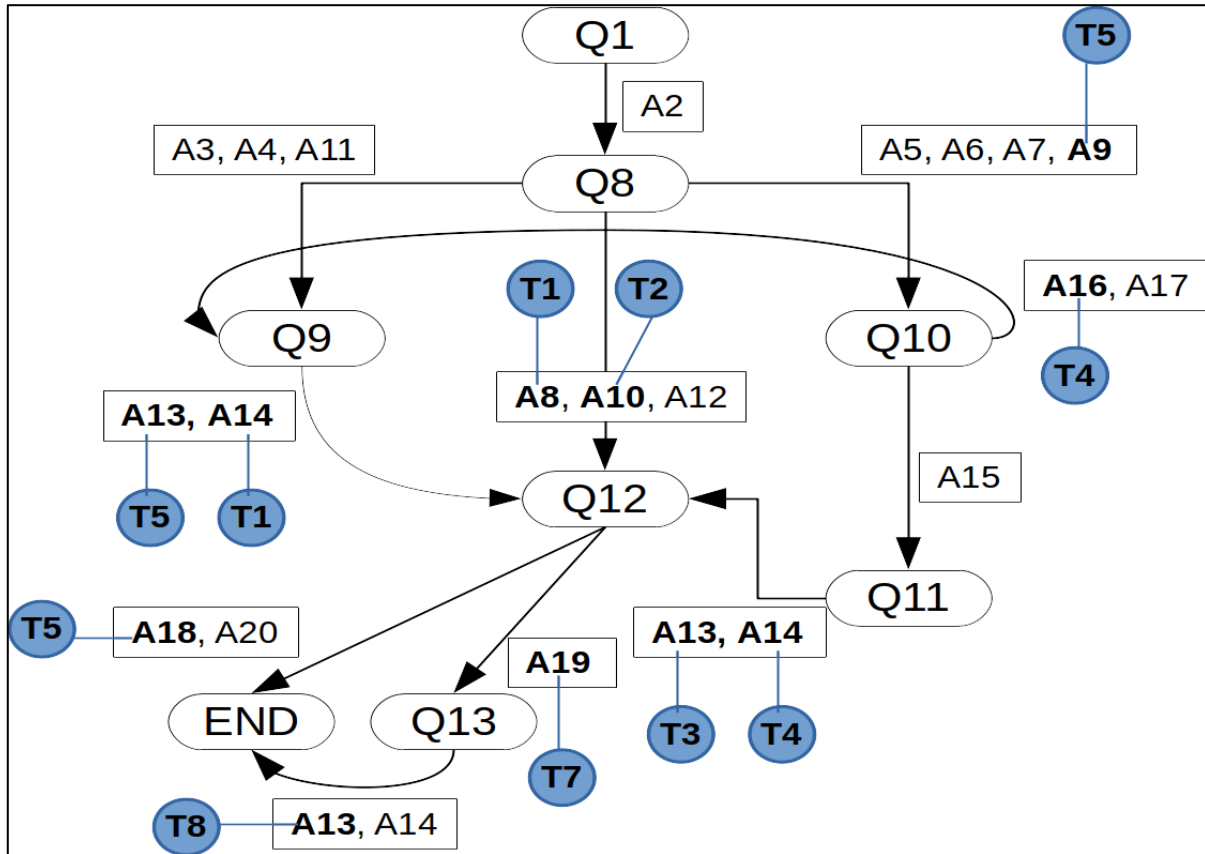 Q1
T5
A2
A3, A4, A11
A5, A6, A7, A9
Q8
T1
T2
A16, A17
Q9
Q10
T4
A8, A10, A12
A13, A14
A15
Q12
T5
T1
Q11
T5
A18, A20
A13, A14
A19
END
Q13
T3
T4
T7
T8
A13, A14